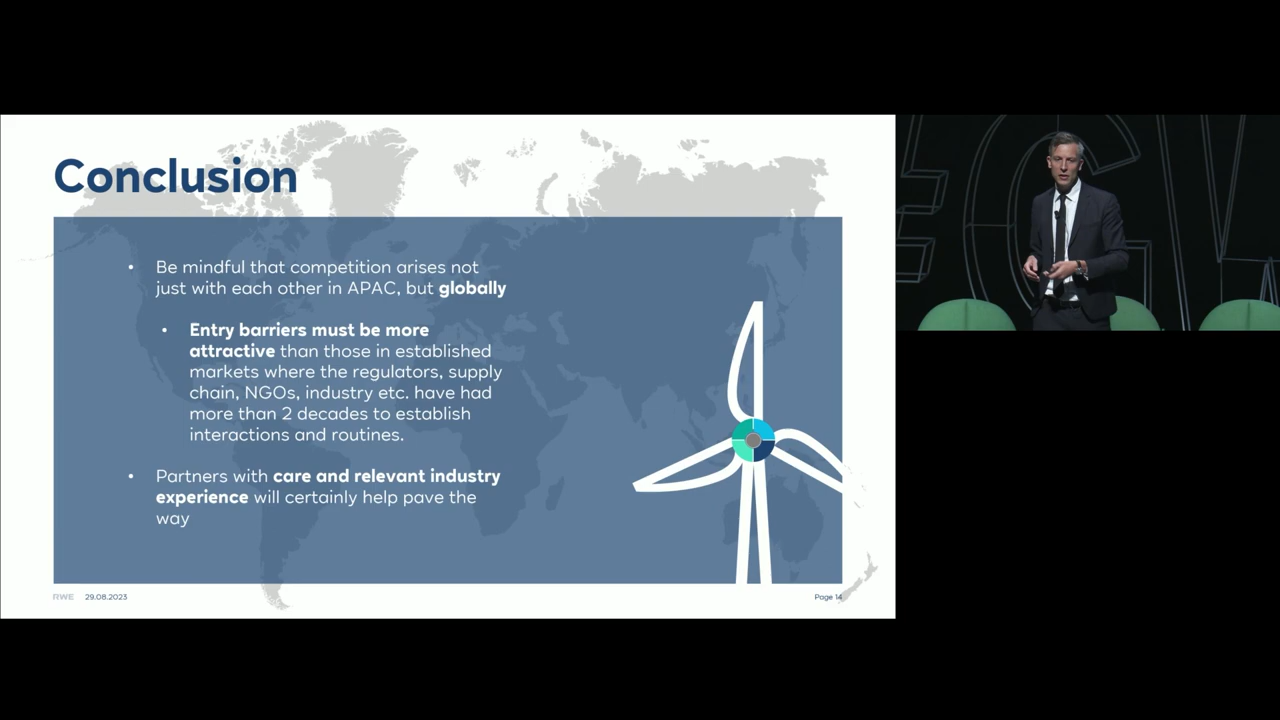 Conclusion
• Be mindful that competition arises not
just with each other in APAC, but globally
• Entry barriers must be more
attractive than those in established
markets where the regulators, supply
chain, NGOs, industry etc. have had
more than 2 decades to establish
interactions and routines.
• Partners with care and relevant industry
experience will certainly help pave the
way
RWE 29.08.2023
Page 14